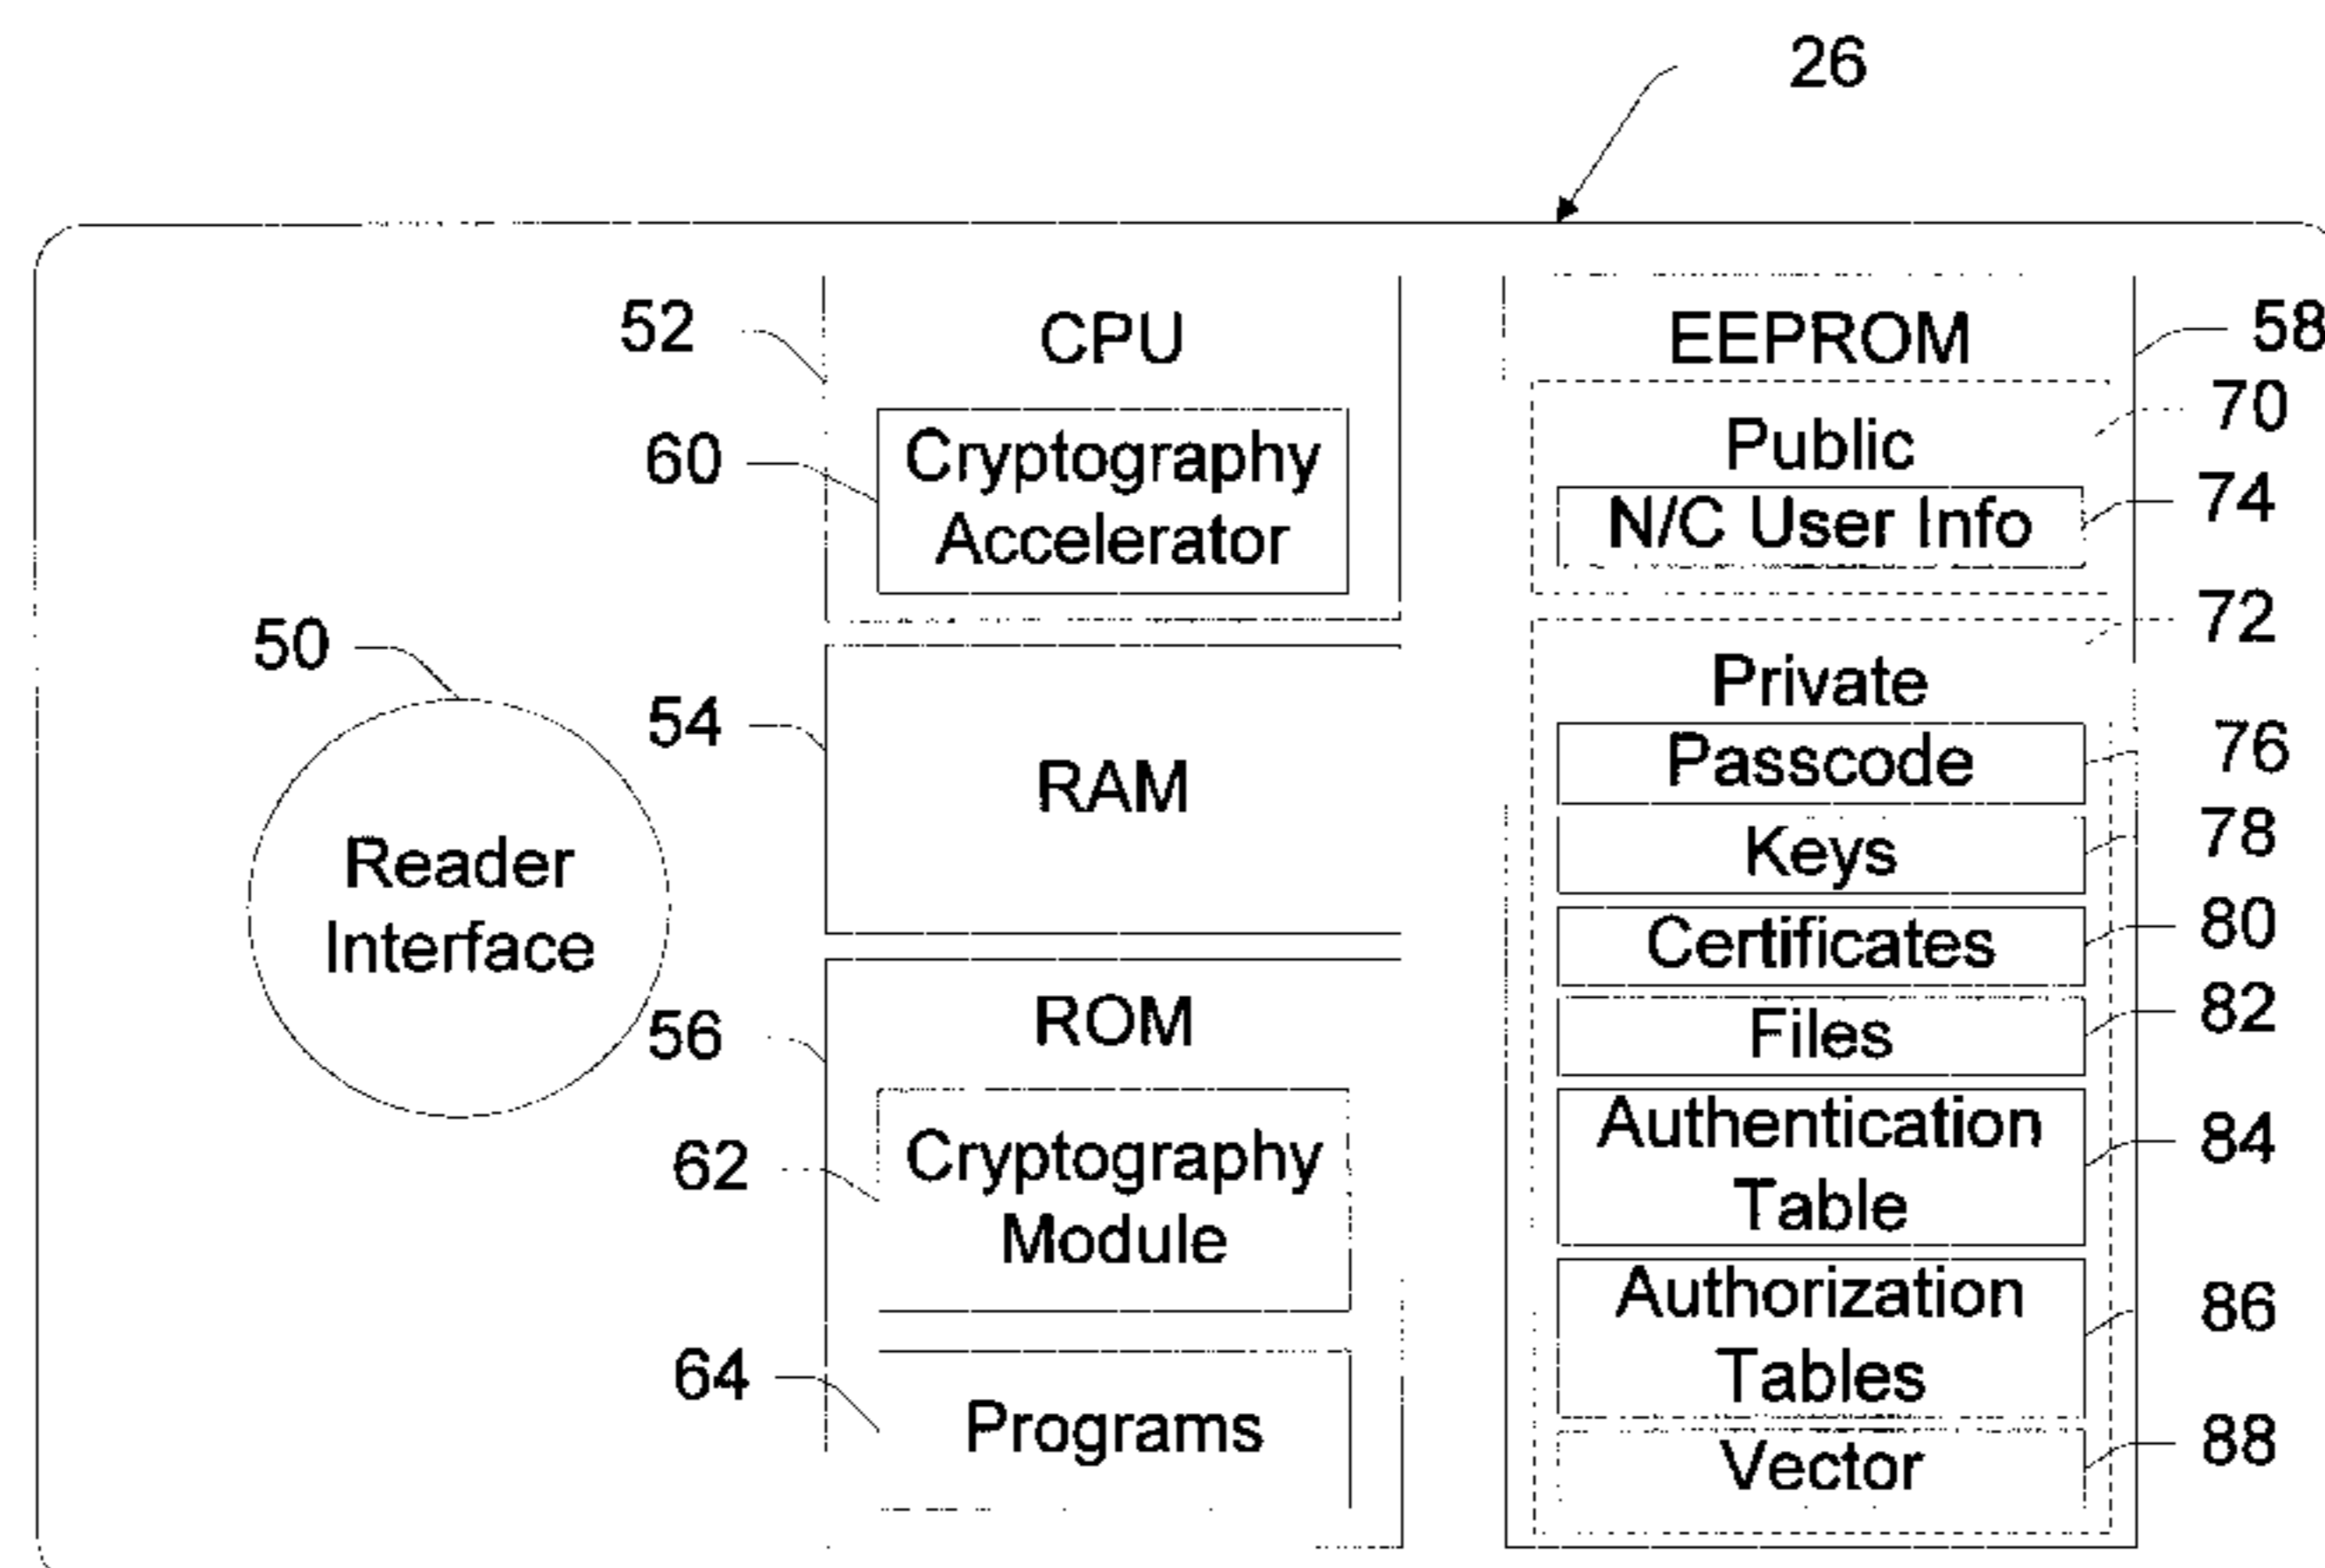 26
52
CPU
60
Cryptography
Accelerator
50
Reader
Interface
54
RAM
56
ROM
62
Cryptography
Module
64
Programs
EEPROM
58
Public
70
N/C User Info
74
72
Private
Passcode
76
Keys
78
Certificates
80
Files
82
Authentication
Table
84
Authorization
Tables
86
Vector
88